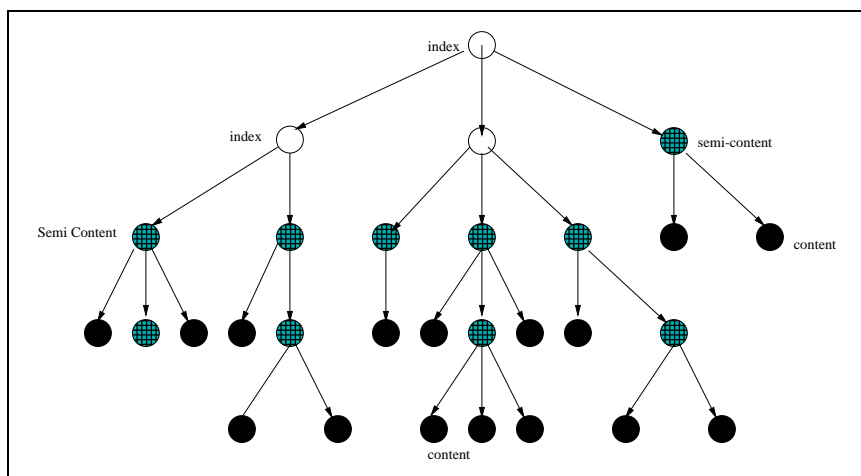 index
index
semi-content
Semi Content
content
content